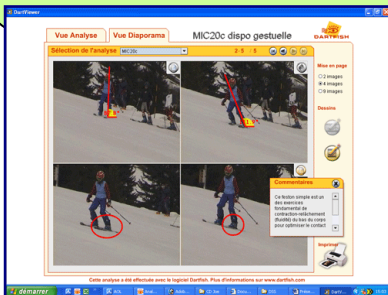 DartViewer
Vue Analyse
Vue Diaporama
MIC20c dispo gestuelle
DARTFISH
Sélection de l'analyse
MIC20c
2-5 / 5
Mise en page
2 images
4 images
6 images
Dessins
Commentaires
Ce feston simple est un
des exercices
fondamental de
contraction-relâchement
(fluidité) du bas du corps
pour optimiser le contact
Imprimer
Cette analyse a été effectuée avec le logiciel Dartfish. Plus d'informations sur www.dartfish.com
démarrer